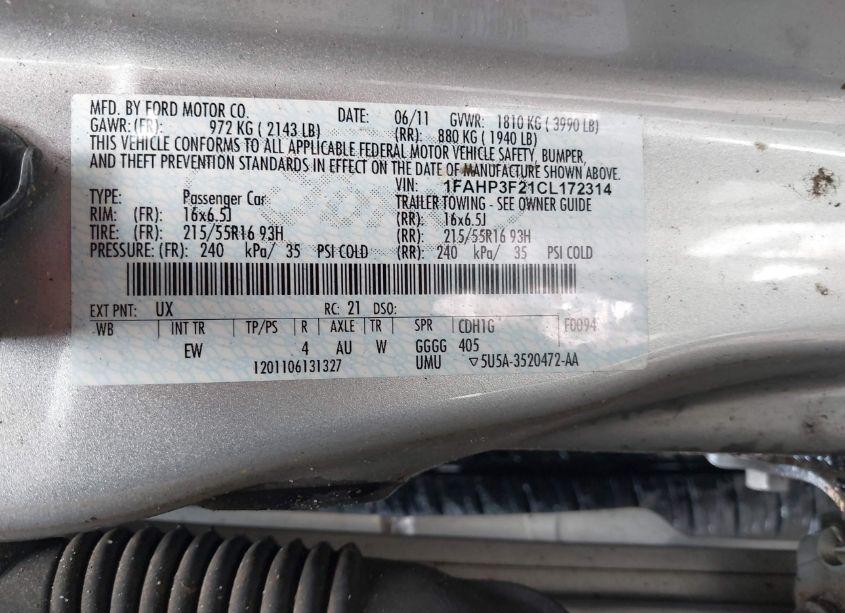 MFD. BY FORD MOTOR CO. DATE: 06/11 GVWR: 1810 KG ( 3990 LB)
GAWR: (FR): 972 KG ( 2143 LB) (RR): 880 KG ( 1940 LB)
THIS VEHICLE CONFORMS TO ALL APPLICABLE FEDERAL MOTOR VEHICLE SAFETY, BUMPER,
AND THEFT PREVENTION STANDARDS IN EFFECT ON THE DATE OF MANUFACTURE SHOWN ABOVE.
VIN: 1FAHP3F21CL172314
TYPE: Passenger Car TRAILER TOWING - SEE OWNER GUIDE
RIM: (FR): 16x6.5J (RR): 16x6.5J
TIRE: (FR): 215/55R16 93H (RR): 215/55R16 93H
PRESSURE: (FR): 240 kPa/ 35 PSI COLD (RR): 240 kPa/ 35 PSI COLD
EXT PNT: UX RC: 21 DSO:
WB INT TR TP/PS R AXLE TR SPR CDH1G F0094
EW 4 AU W GGGG 405
1201106131327 UMU ▽5U5A-3520472-AA